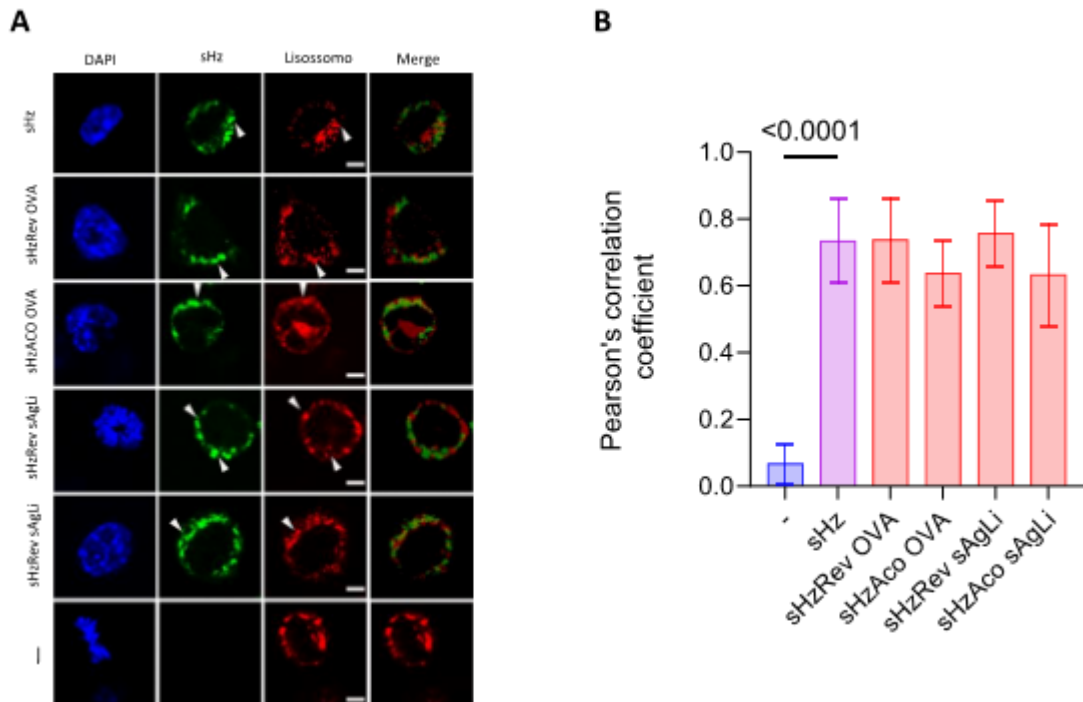 A
DAPI
sHz
Lisossomo
Merge
sHz
sHzRev OVA
sHzACO OVA
sHzRev sAgLi
sHzRev sAgLi
—
B
<0.0001
1.0
0.8
0.6
0.4
0.2
0.0
Pearson's correlation
coefficient
-
sHz
sHzRev OVA
sHzAco OVA
sHzRev sAgLi
sHzAco sAgLi